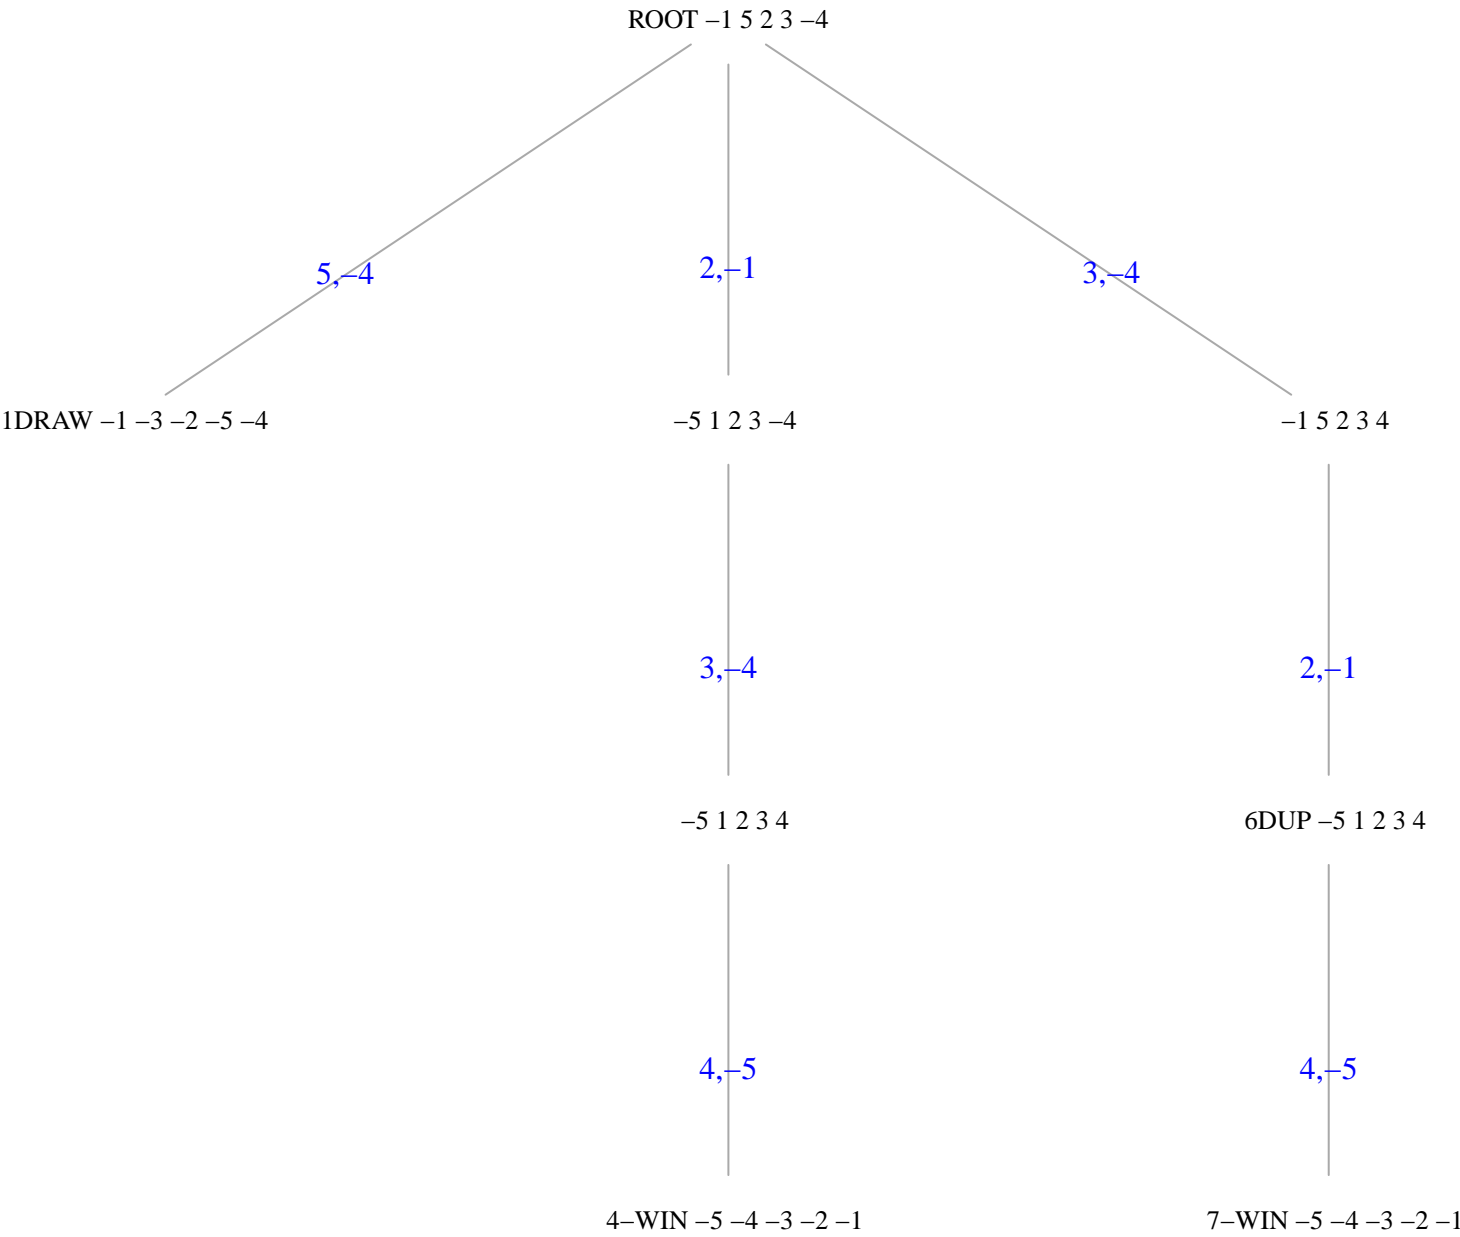 ROOT –1 5 2 3 –4
5,–4
2,–1
3,–4
1DRAW –1 –3 –2 –5 –4
–5 1 2 3 –4
–1 5 2 3 4
3,–4
2,–1
–5 1 2 3 4
6DUP –5 1 2 3 4
4,–5
4,–5
4–WIN –5 –4 –3 –2 –1
7–WIN –5 –4 –3 –2 –1